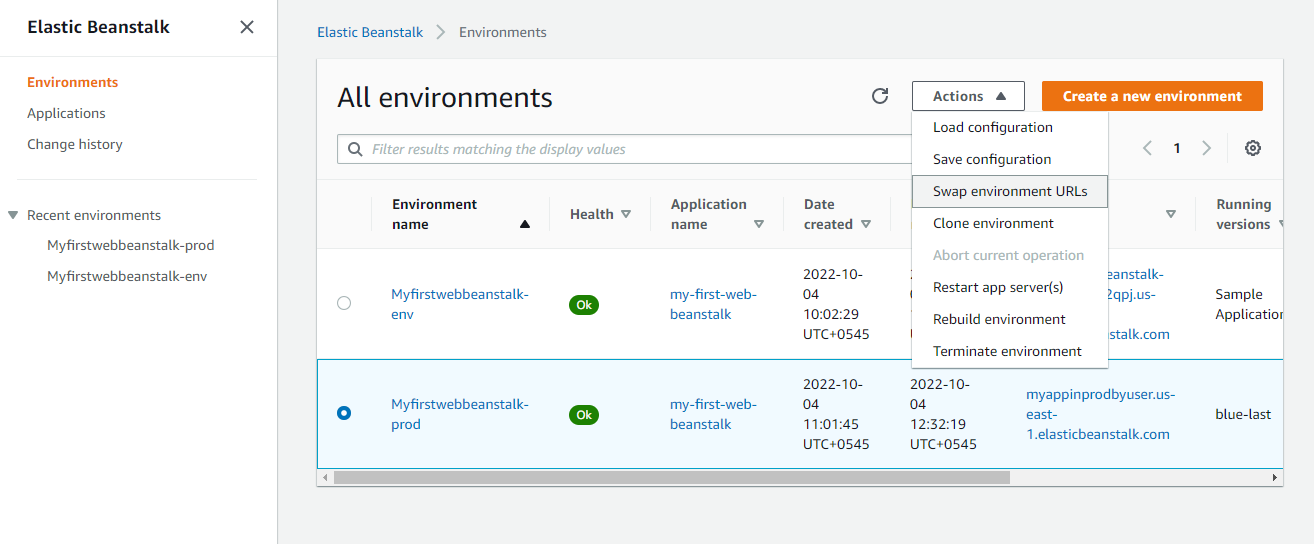 Elastic Beanstalk
Environments
Applications
Change history
Recent environments
Myfirstwebbeanstalk-prod
Myfirstwebbeanstalk-env
Elastic Beanstalk > Environments
All environments
Actions
Create a new environment
Load configuration
Save configuration
Swap environment URLs
Clone environment
Abort current operation
Restart app server(s)
Rebuild environment
Terminate environment
Filter results matching the display values
1
Environment
name
Health
Application
name
Date
created
Running
versions
Myfirstwebbeanstalk-
env
Ok
my-first-web-
beanstalk
2022-10-
04
10:02:29
UTC+0545
eanstalk-
2qpj.us-
stalk.com
Sample
Application
Myfirstwebbeanstalk-
prod
Ok
my-first-web-
beanstalk
2022-10-
04
11:01:45
UTC+0545
2022-10-
04
12:32:19
UTC+0545
myappinprodbyuser.us-
east-
1.elasticbeanstalk.com
blue-last